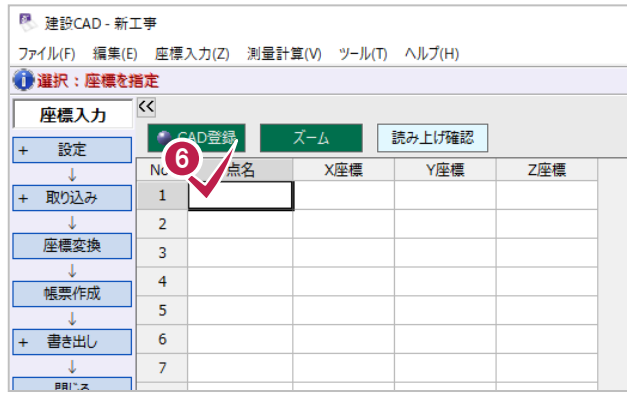 建設CAD - 新工事
ファイル(F) 編集(E) 座標入力(Z) 測量計算(V) ツール(T) ヘルプ(H)
選択：座標を指定
座標入力 <<
CAD登録 ズーム 読み上げ確認
+ 設定
6
No 点名 X座標 Y座標 Z座標
↓
+ 取り込み 1
↓ 2
座標変換 3
↓ 4
帳票作成
↓ 5
+ 書き出し 6
↓ 7
閉じる